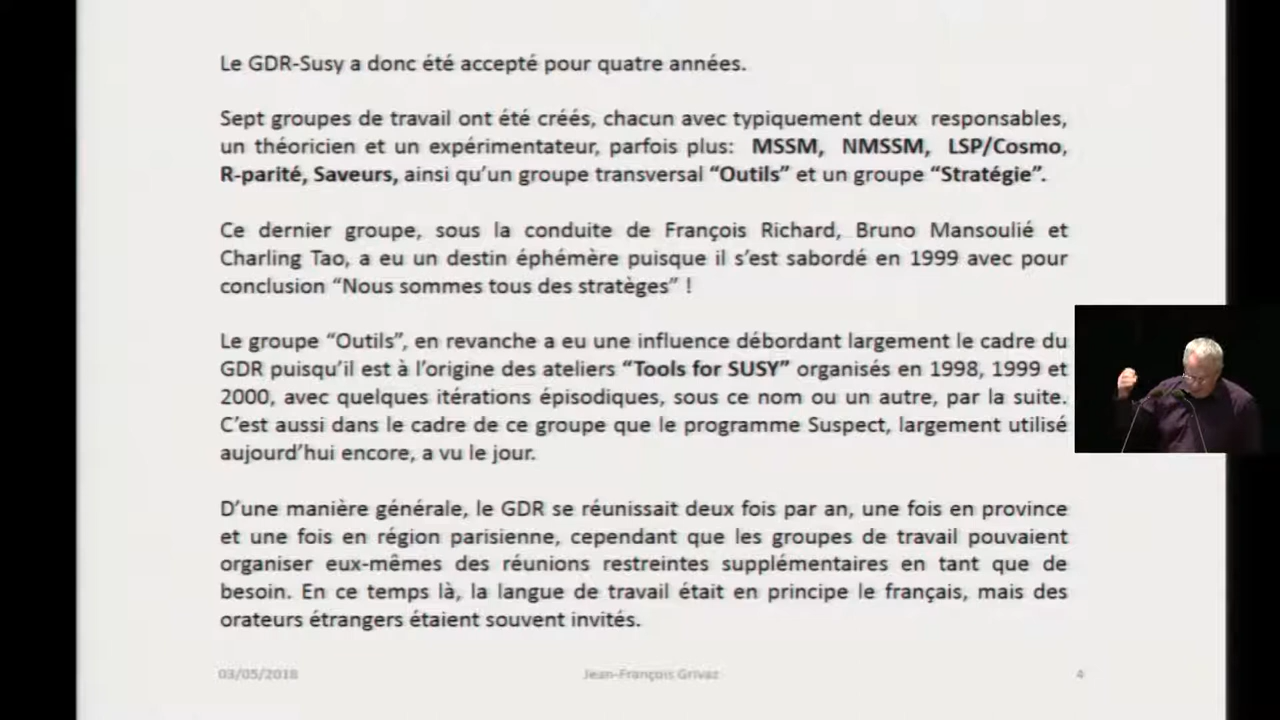 Le GDR-Susy a donc été accepté pour quatre années.
Sept groupes de travail ont été créés, chacun avec typiquement deux responsables,
un théoricien et un expérimentateur, parfois plus: MSSM, NMSSM, LSP/Cosmo,
R-parité, Saveurs, ainsi qu’un groupe transversal “Outils” et un groupe “Stratégie”.
Ce dernier groupe, sous la conduite de François Richard, Bruno Mansoulié et
Charling Tao, a eu un destin éphémère puisque il s’est sabordé en 1999 avec pour
conclusion “Nous sommes tous des stratèges” !
Le groupe “Outils”, en revanche a eu une influence débordant largement le cadre du
GDR puisqu’il est à l’origine des ateliers “Tools for SUSY” organisés en 1998, 1999 et
2000, avec quelques itérations épisodiques, sous ce nom ou un autre, par la suite.
C’est aussi dans le cadre de ce groupe que le programme Suspect, largement utilisé
aujourd’hui encore, a vu le jour.
D’une manière générale, le GDR se réunissait deux fois par an, une fois en province
et une fois en région parisienne, cependant que les groupes de travail pouvaient
organiser eux-mêmes des réunions restreintes supplémentaires en tant que de
besoin. En ce temps là, la langue de travail était en principe le français, mais des
orateurs étrangers étaient souvent invités.
03/05/2018 Jean-François Grivaz 4